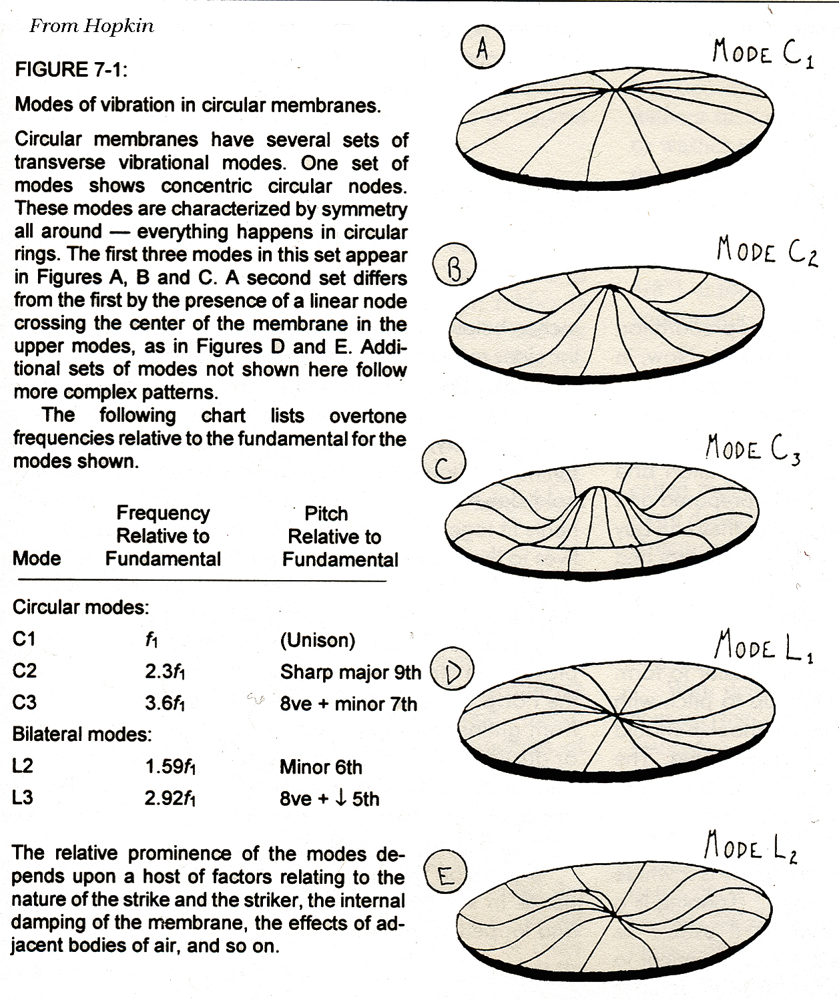 From Hopkin
FIGURE 7-1:
Modes of vibration in circular membranes.
Circular membranes have several sets of
transverse vibrational modes. One set of
modes shows concentric circular nodes.
These modes are characterized by symmetry
all around — everything happens in circular
rings. The first three modes in this set appear
in Figures A, B and C. A second set differs
from the first by the presence of a linear node
crossing the center of the membrane in the
upper modes, as in Figures D and E. Addi-
tional sets of modes not shown here follow
more complex patterns.
The following chart lists overtone
frequencies relative to the fundamental for the
modes shown.
Mode Frequency Relative to Fundamental Pitch Relative to Fundamental
Circular modes:
C1 f1 (Unison)
C2 2.3f1 Sharp major 9th
C3 3.6f1 8ve + minor 7th
Bilateral modes:
L2 1.59f1 Minor 6th
L3 2.92f1 8ve + ↓ 5th
The relative prominence of the modes de-
pends upon a host of factors relating to the
nature of the strike and the striker, the internal
damping of the membrane, the effects of ad-
jacent bodies of air, and so on.
A MODE C1
B MODE C2
C MODE C3
D MODE L1
E MODE L2